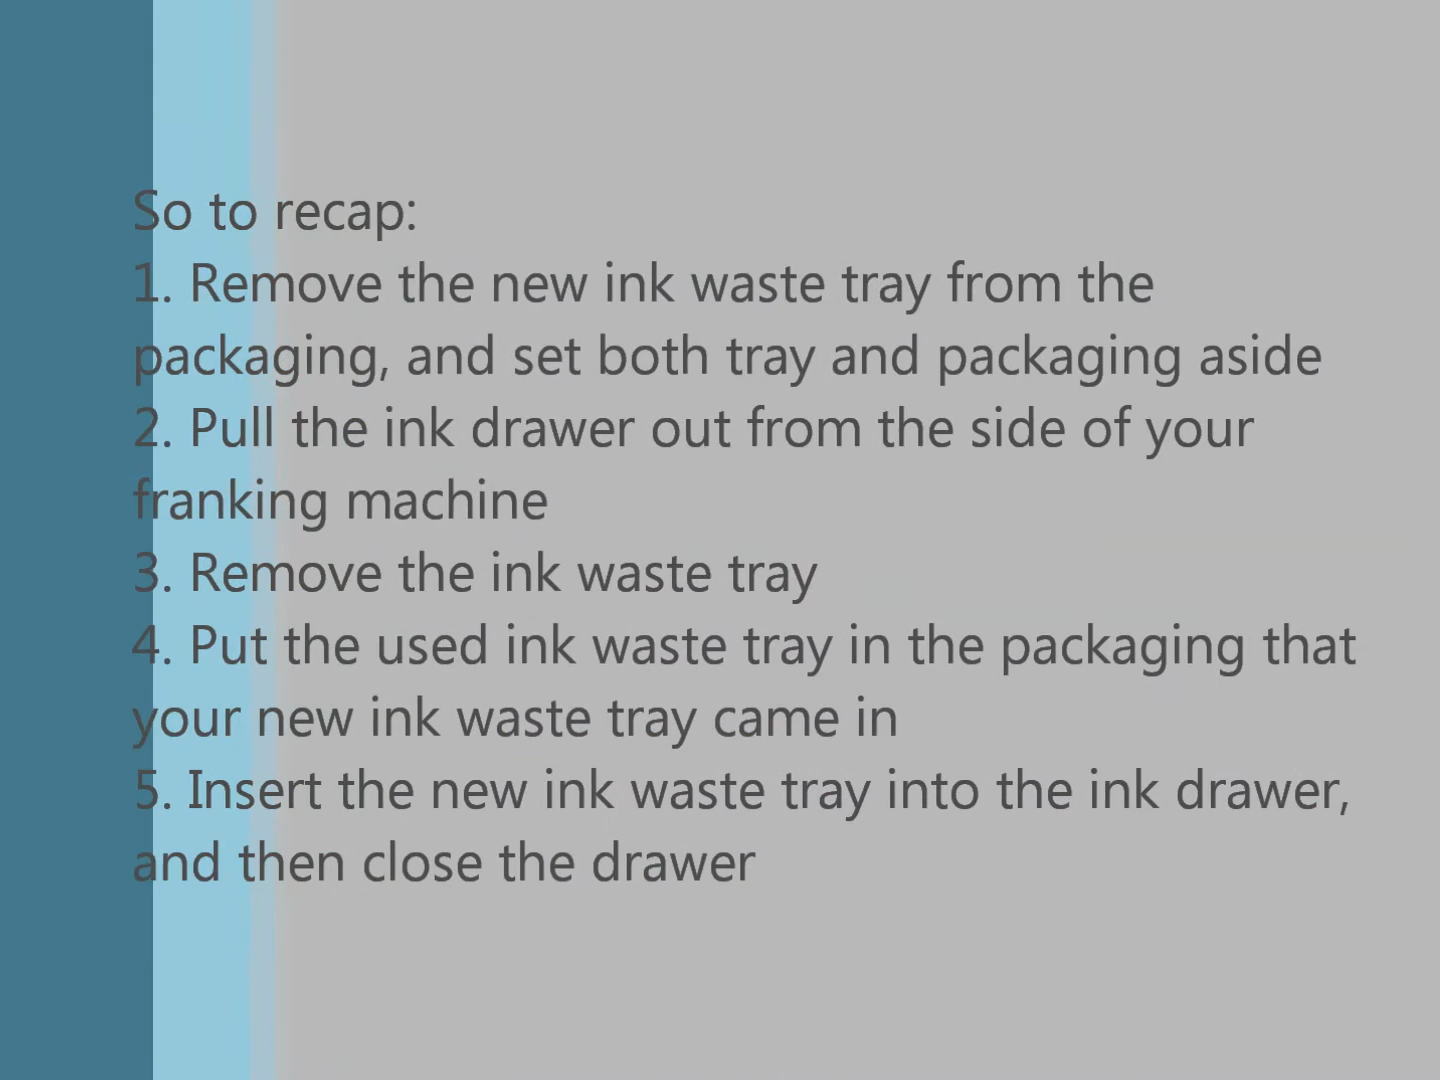 So to recap:
1. Remove the new ink waste tray from the
packaging, and set both tray and packaging aside
2. Pull the ink drawer out from the side of your
franking machine
3. Remove the ink waste tray
4. Put the used ink waste tray in the packaging that
your new ink waste tray came in
5. Insert the new ink waste tray into the ink drawer,
and then close the drawer